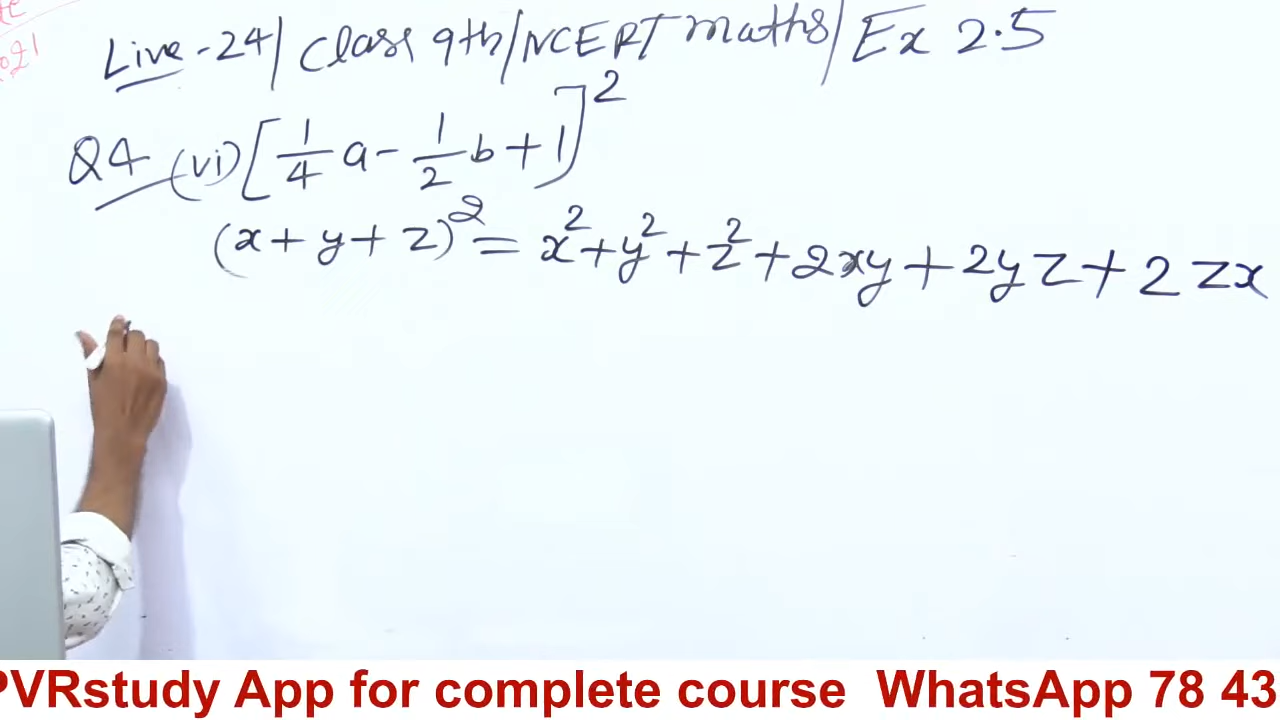 Live-24/ Class 9th/NCERT maths/ Ex 2.5
Q4 (vi) [1/4 a - 1/2 b + 1]²
(x + y + z)² = x² + y² + z² + 2xy + 2yz + 2zx
PVRstudy App for complete course WhatsApp 78 43